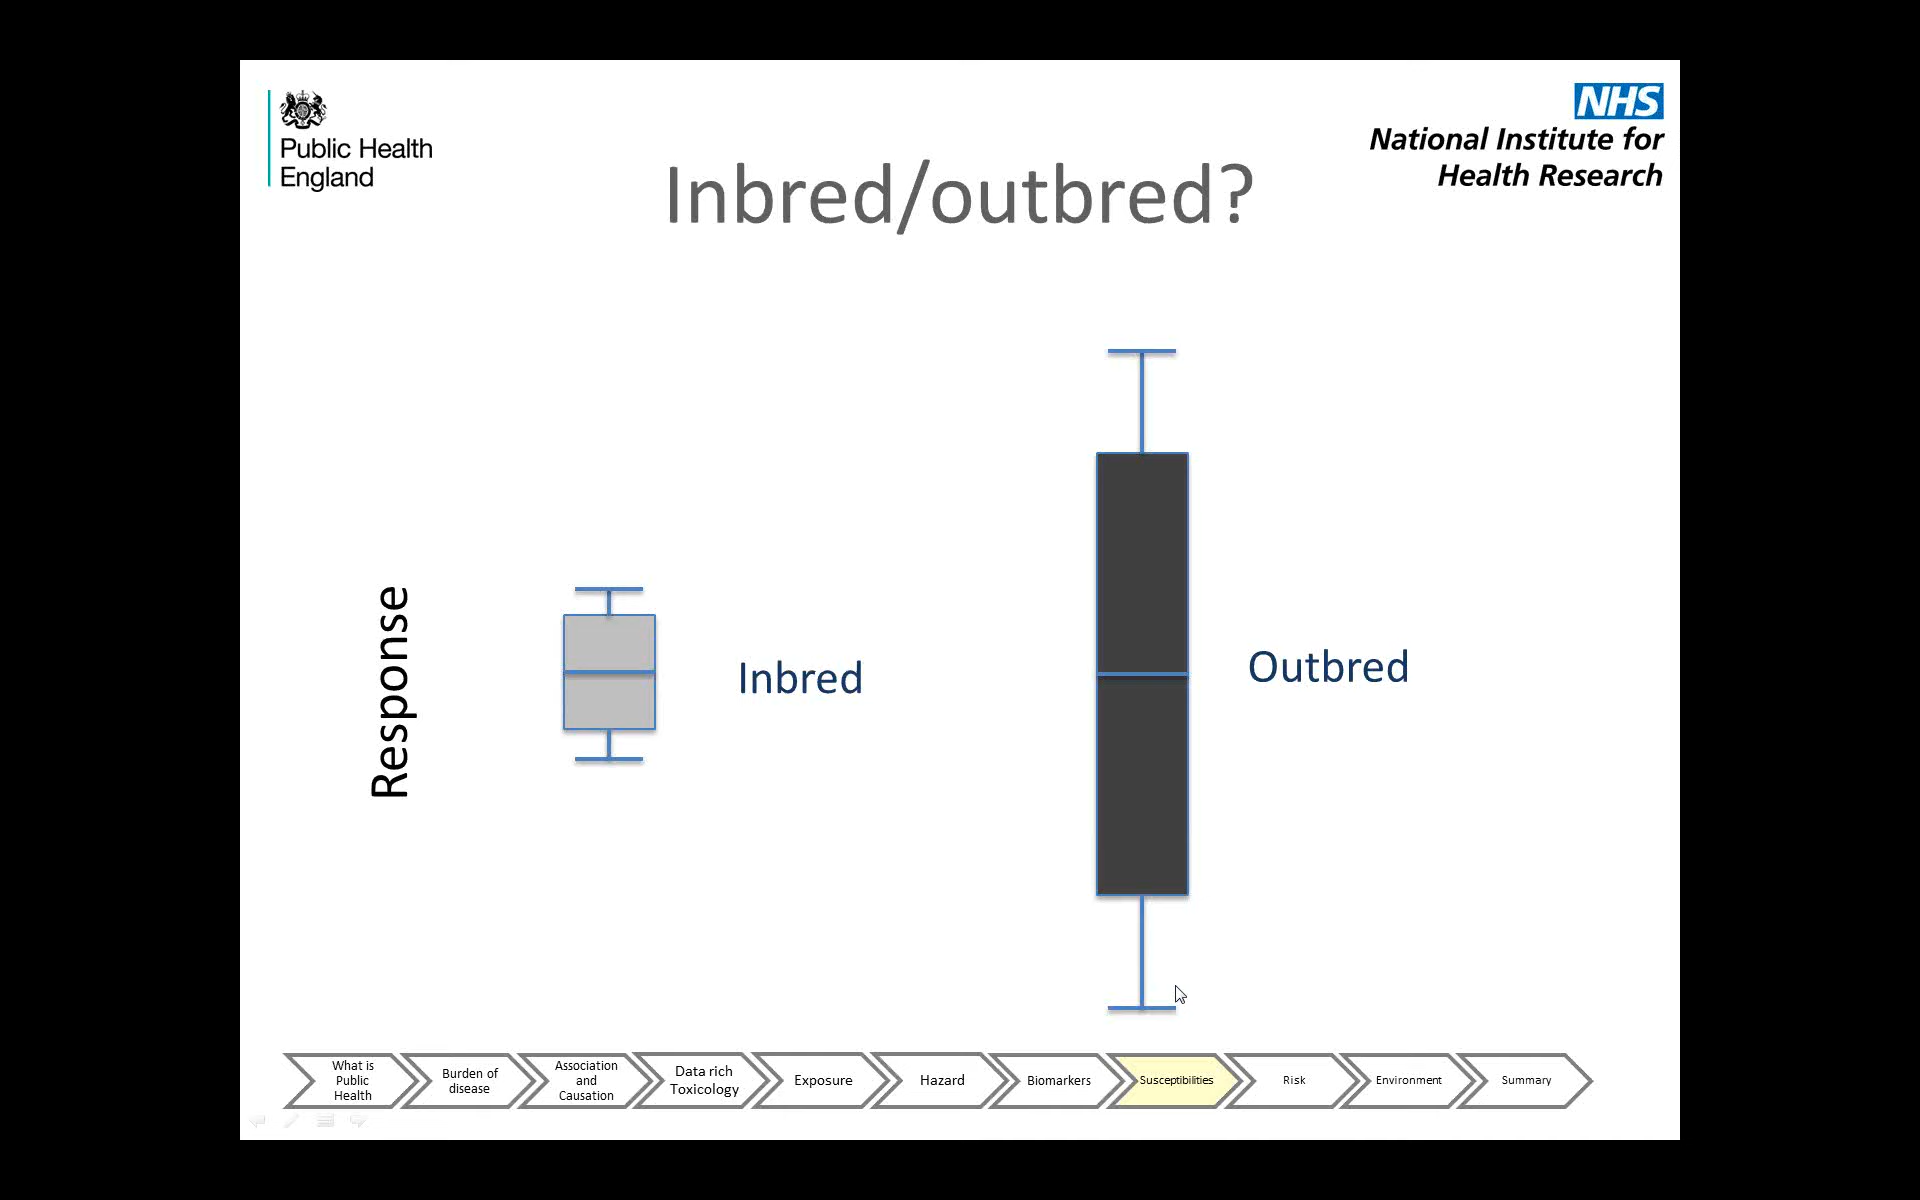 Public Health
England
NHS
National Institute for
Health Research
Inbred/outbred?
Response
Inbred
Outbred
What is
Public
Health
Burden of
disease
Association
and
Causation
Data rich
Toxicology
Exposure
Hazard
Biomarkers
Susceptibilities
Risk
Environment
Summary